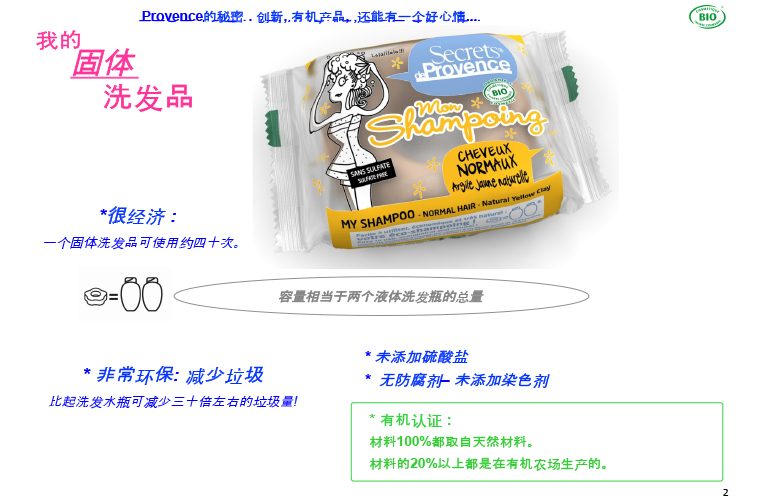 Provence的秘密. . 创新,,有机产品,,还能有一个好心情,...
BIO
我的
固体
洗发品
Secrets
de Provence
BIO
Mon
Shampoing
CHEVEUX
NORMAUX
Argile Jaune naturelle
SANS SULFATE
SULFATE FREE
MY SHAMPOO - NORMAL HAIR - Natural Yellow Clay
votre éco-shampoing !
*很经济 :
一个固体洗发品可使用约四十次。
=
容量相当于两个液体洗发瓶的总量
* 未添加硫酸盐
* 非常环保: 减少垃圾
* 无防腐剂– 未添加染色剂
比起洗发水瓶可减少三十倍左右的垃圾量!
* 有机认证 :
材料100%都取自天然材料。
材料的20%以上都是在有机农场生产的。
2